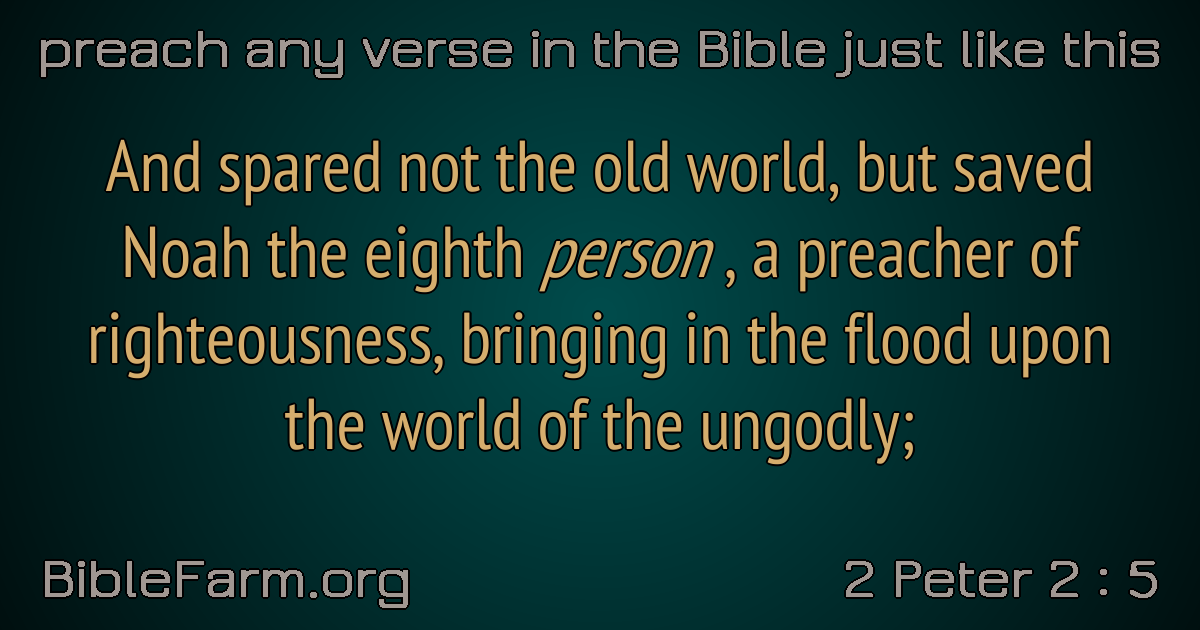 preach any verse in the Bible just like this
And spared not the old world, but saved
Noah the eighth person , a preacher of
righteousness, bringing in the flood upon
the world of the ungodly;
BibleFarm.org
2 Peter 2 : 5